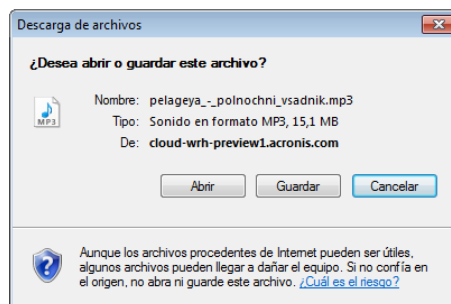 Descarga de archivos
¿Desea abrir o guardar este archivo?
MP3
Nombre: pelageya_-_polnochni_vsadnik.mp3
Tipo: Sonido en formato MP3, 15,1 MB
De: cloud-wrh-preview1.acronis.com
Abrir Guardar Cancelar
Aunque los archivos procedentes de Internet pueden ser útiles,
algunos archivos pueden llegar a dañar el equipo. Si no confía en
el origen, no abra ni guarde este archivo. ¿Cuál es el riesgo?